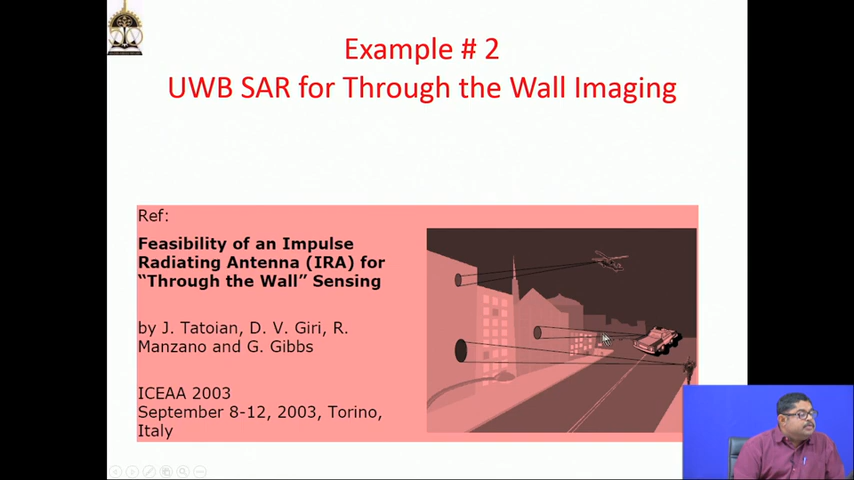 Example # 2
UWB SAR for Through the Wall Imaging
Ref:
Feasibility of an Impulse
Radiating Antenna (IRA) for
“Through the Wall” Sensing
by J. Tatoian, D. V. Giri, R.
Manzano and G. Gibbs
ICEAA 2003
September 8-12, 2003, Torino,
Italy